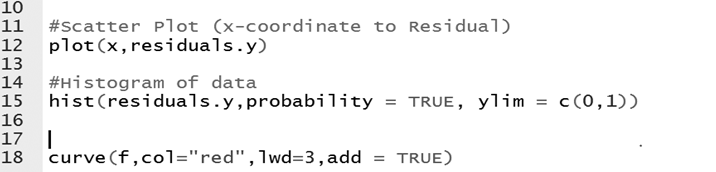 10
11 #Scatter Plot (x-coordinate to Residual)
12 plot(x,residuals.y)
13
14 #Histogram of data
15 hist(residuals.y,probability = TRUE, ylim = c(0,1))
16
17
18 curve(f,col="red",lwd=3,add = TRUE)